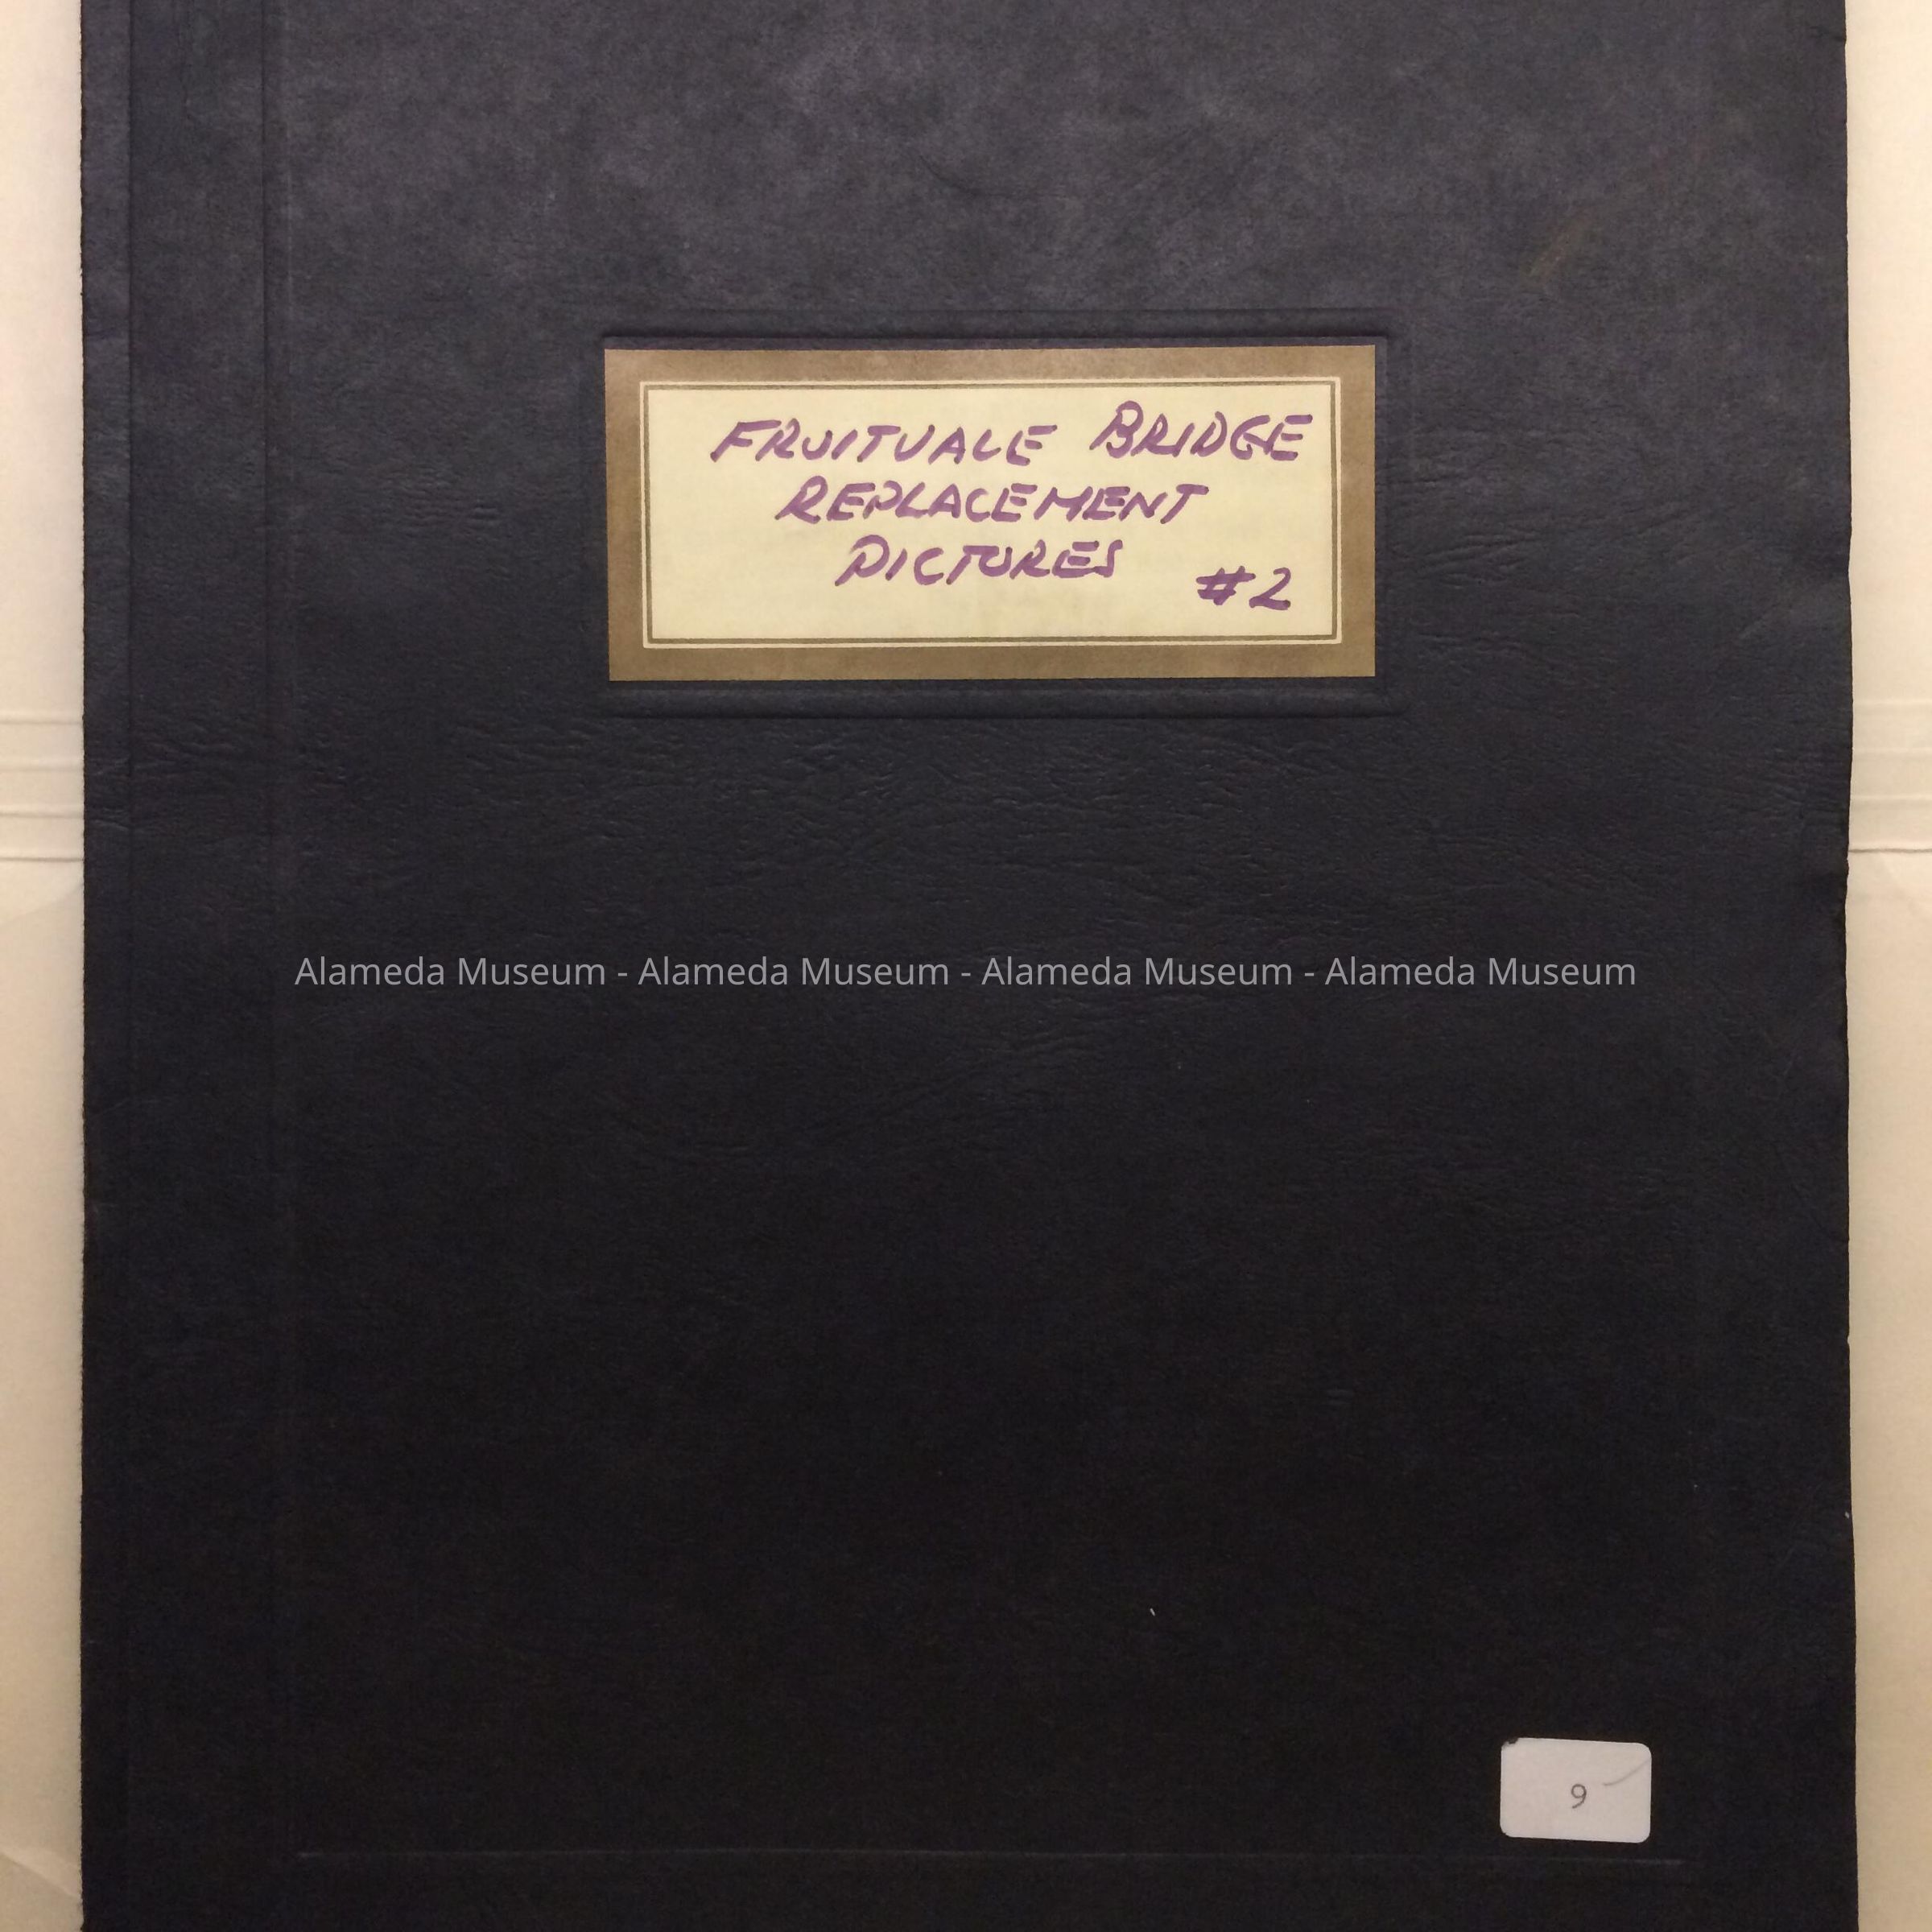 FRUITVALE BRIDGE
REPLACEMENT
PICTURES
#2
Alameda Museum - Alameda Museum - Alameda Museum - Alameda Museum
9